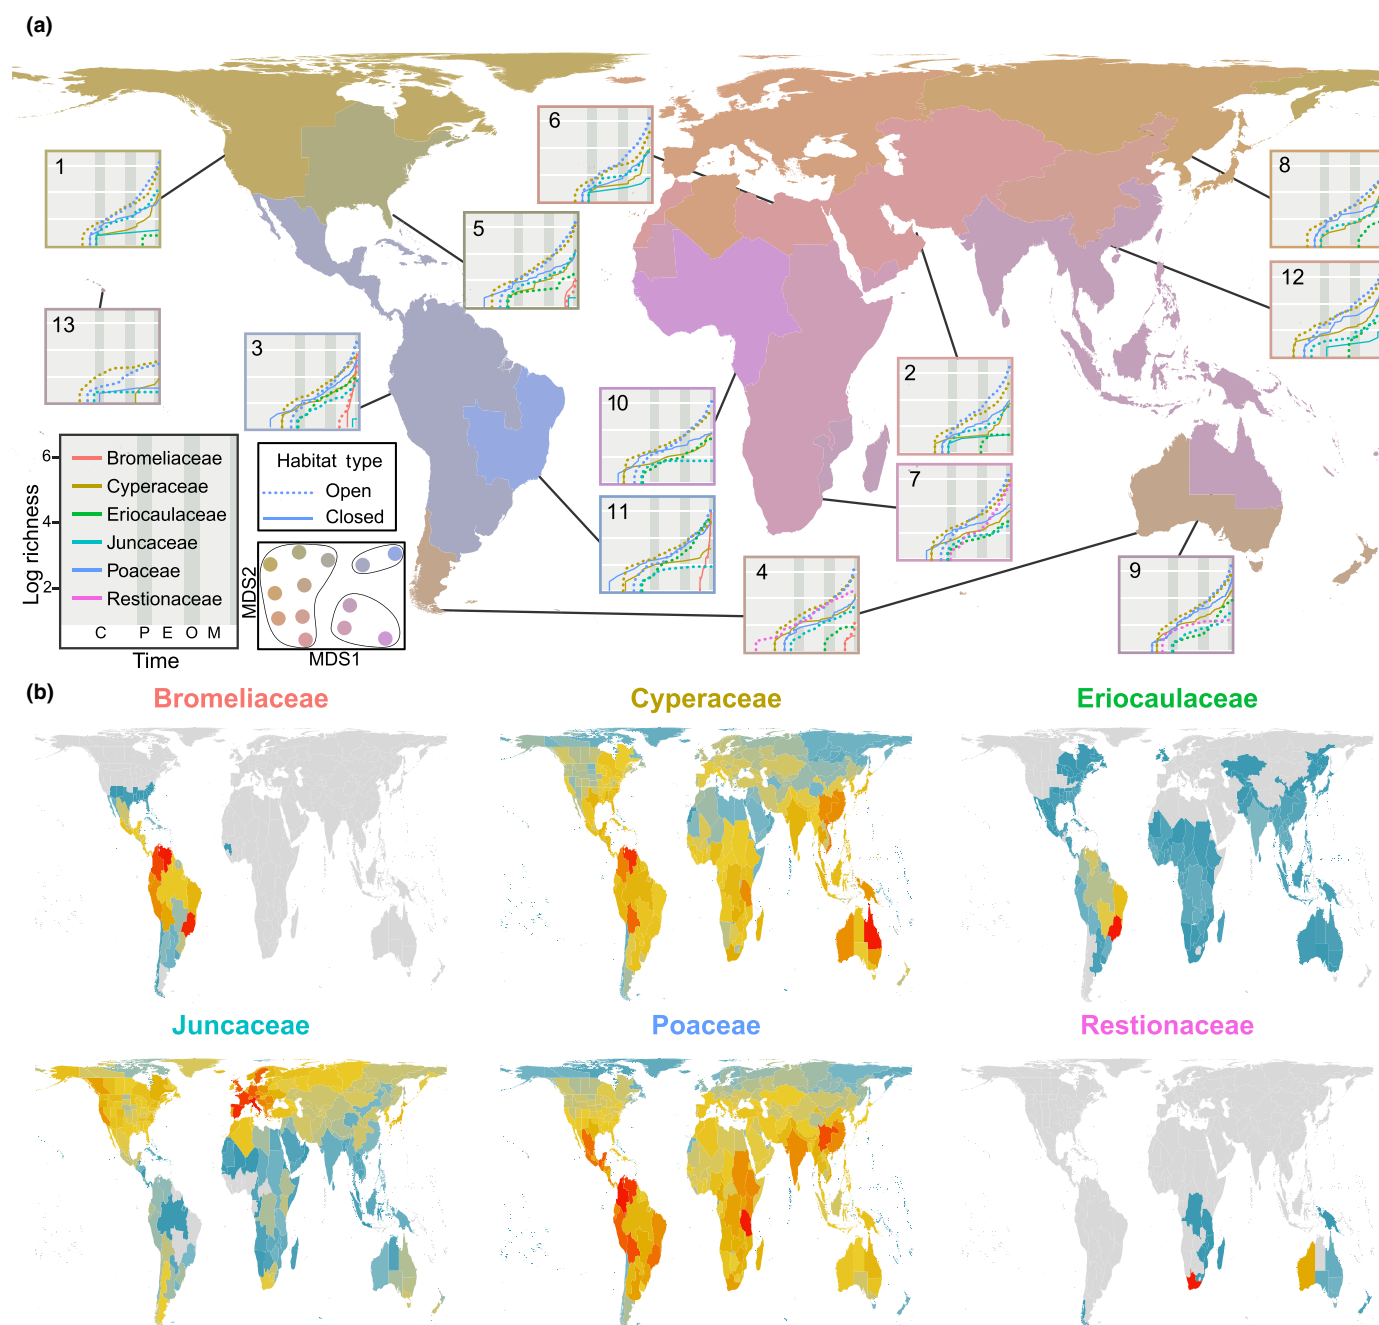 (a)
6
1
8
5
12
13
3
2
10
7
11
4
9
6
4
2
Log richness
Bromeliaceae
Cyperaceae
Eriocaulaceae
Juncaceae
Poaceae
Restionaceae
C P E O M
Time
Habitat type
Open
Closed
MDS2
MDS1
(b)
Bromeliaceae
Cyperaceae
Eriocaulaceae
Juncaceae
Poaceae
Restionaceae